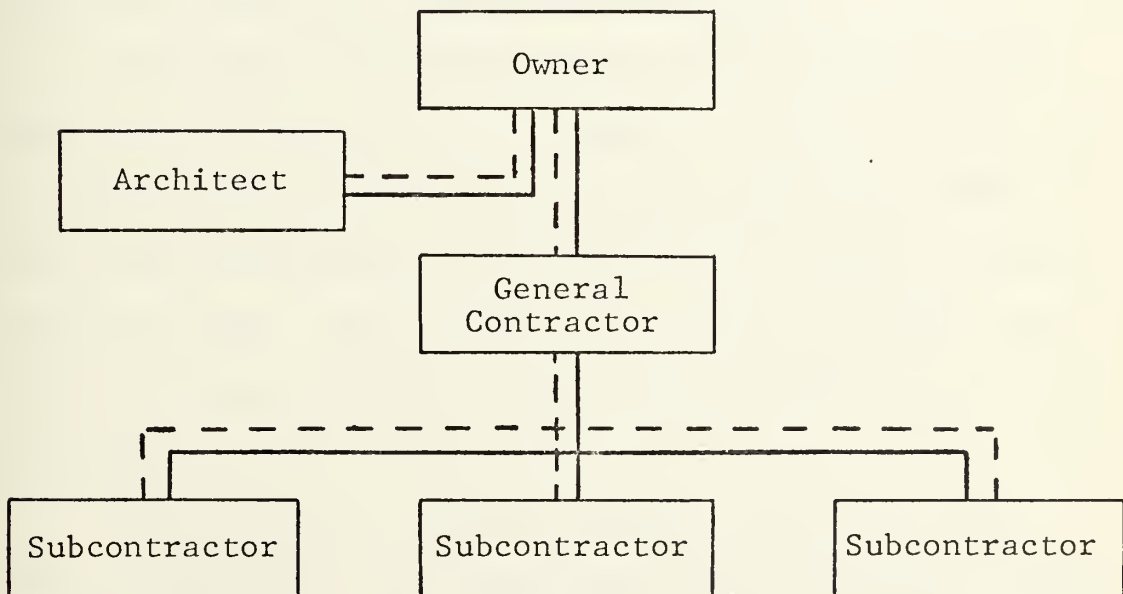 Owner
Architect
General
Contractor
Subcontractor
Subcontractor
Subcontractor